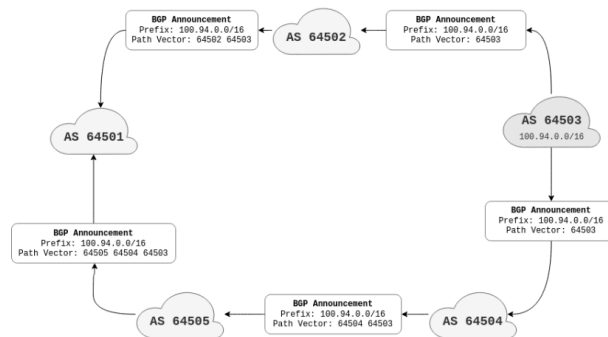 BGP Announcement
Prefix: 100.94.0.0/16
Path Vector: 64502 64503
AS 64502
BGP Announcement
Prefix: 100.94.0.0/16
Path Vector: 64503
AS 64501
AS 64503
100.94.0.0/16
BGP Announcement
Prefix: 100.94.0.0/16
Path Vector: 64505 64504 64503
BGP Announcement
Prefix: 100.94.0.0/16
Path Vector: 64503
AS 64505
BGP Announcement
Prefix: 100.94.0.0/16
Path Vector: 64504 64503
AS 64504